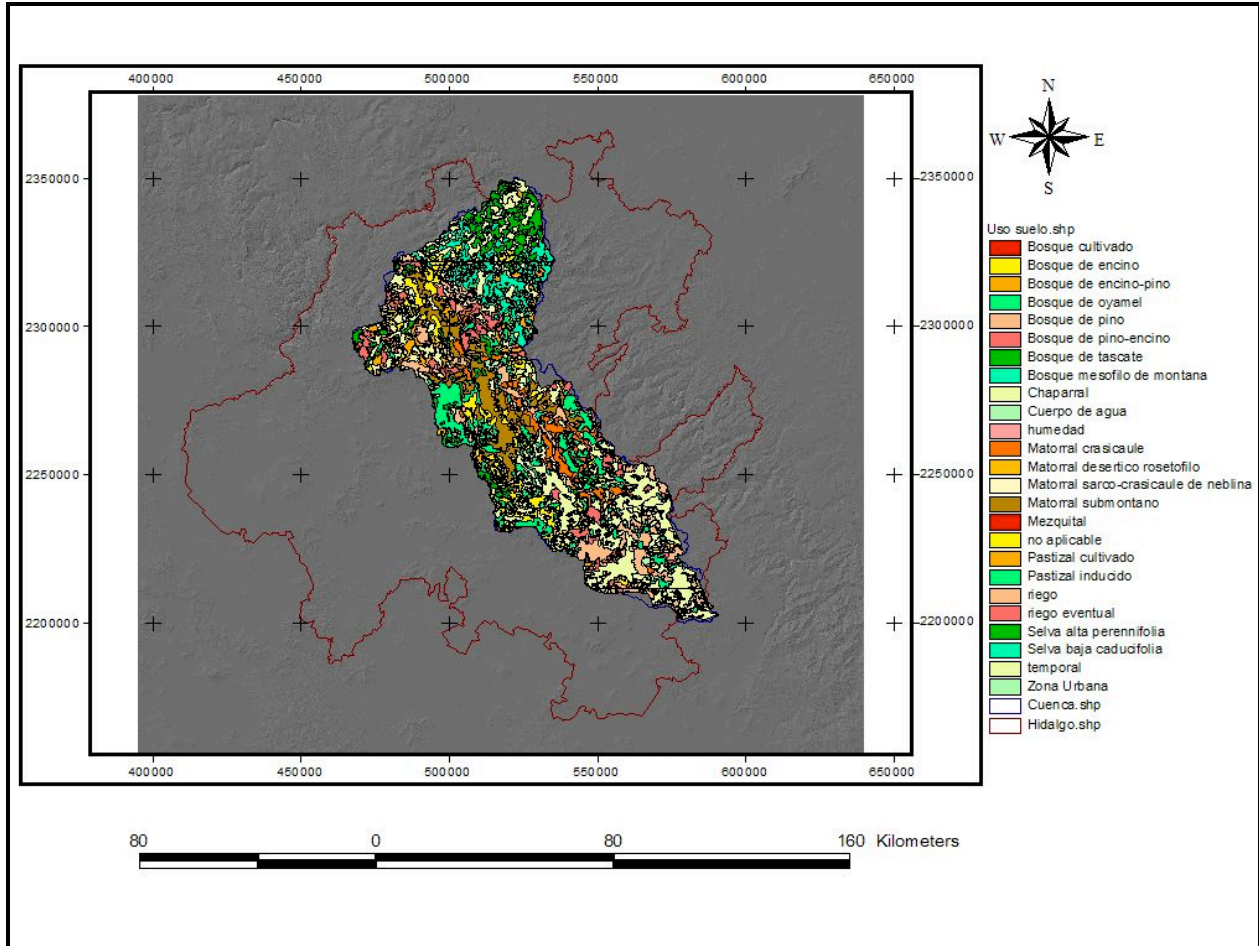 400000 450000 500000 550000 600000 650000
N
W E
S
2350000 2350000
2300000 2300000
2250000 2250000
2200000 2200000
400000 450000 500000 550000 600000 650000
Uso suelo.shp
Bosque cultivado
Bosque de encino
Bosque de encino-pino
Bosque de oyamel
Bosque de pino
Bosque de pino-encino
Bosque de tascate
Bosque mesofilo de montana
Chaparral
Cuerpo de agua
humedad
Matorral crasicaule
Matorral desertico rosetofilo
Matorral sarco-crasicaule de neblina
Matorral submontano
Mezquital
no aplicable
Pastizal cultivado
Pastizal inducido
riego
riego eventual
Selva alta perennifolia
Selva baja caducifolia
temporal
Zona Urbana
Cuenca.shp
Hidalgo.shp
80 0 80 160 Kilometers